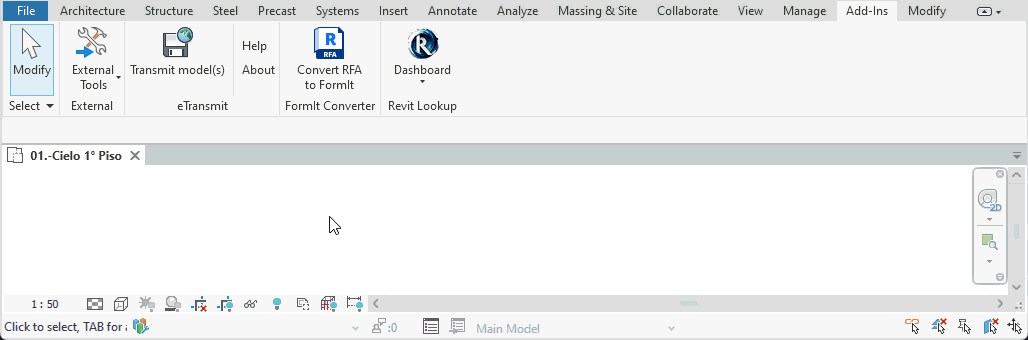 File Architecture Structure Steel Precast Systems Insert Annotate Analyze Massing & Site Collaborate View Manage Add-Ins Modify
Modify
External
Tools
Transmit model(s)
Help
About
R
RFA
Convert RFA
to FormIt
R
Dashboard
Select External eTransmit FormIt Converter Revit Lookup
01.-Cielo 1° Piso
2D
1 : 50
Click to select, TAB for a :0 Main Model